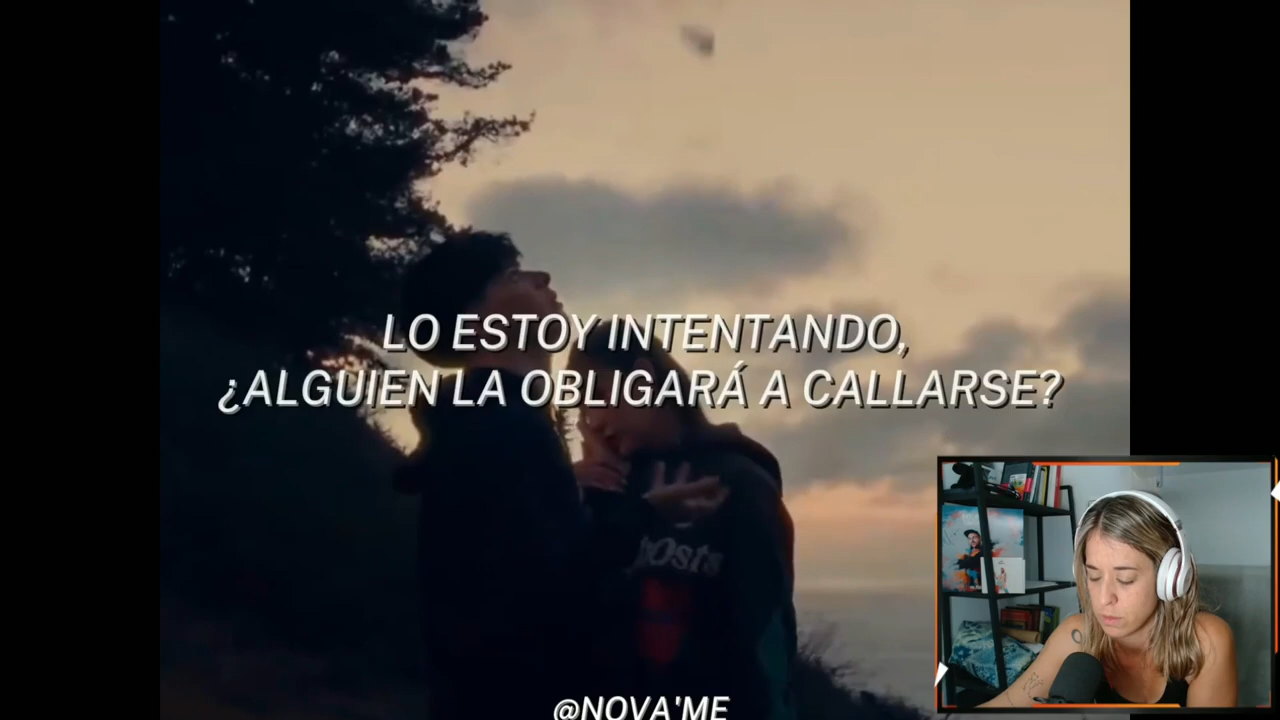 LO ESTOY INTENTANDO,
¿ALGUIEN LA OBLIGARÁ A CALLARSE?
@NOVA'ME